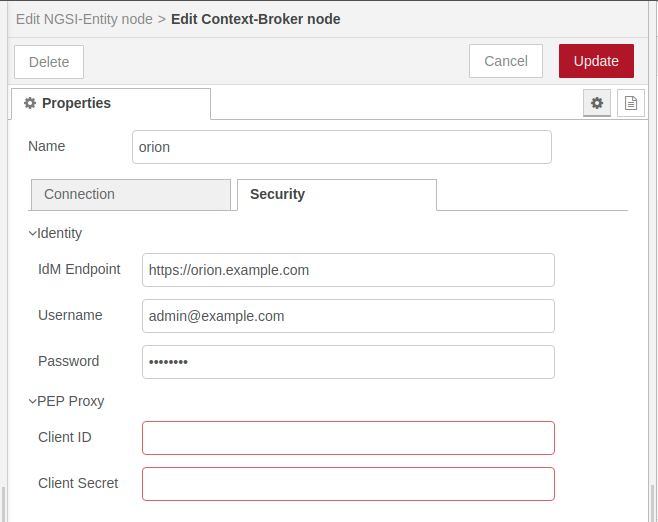 Edit NGSI-Entity node > Edit Context-Broker node
Delete Cancel Update
Properties
Name orion
Connection Security
Identity
IdM Endpoint https://orion.example.com
Username admin@example.com
Password ••••••••
PEP Proxy
Client ID
Client Secret